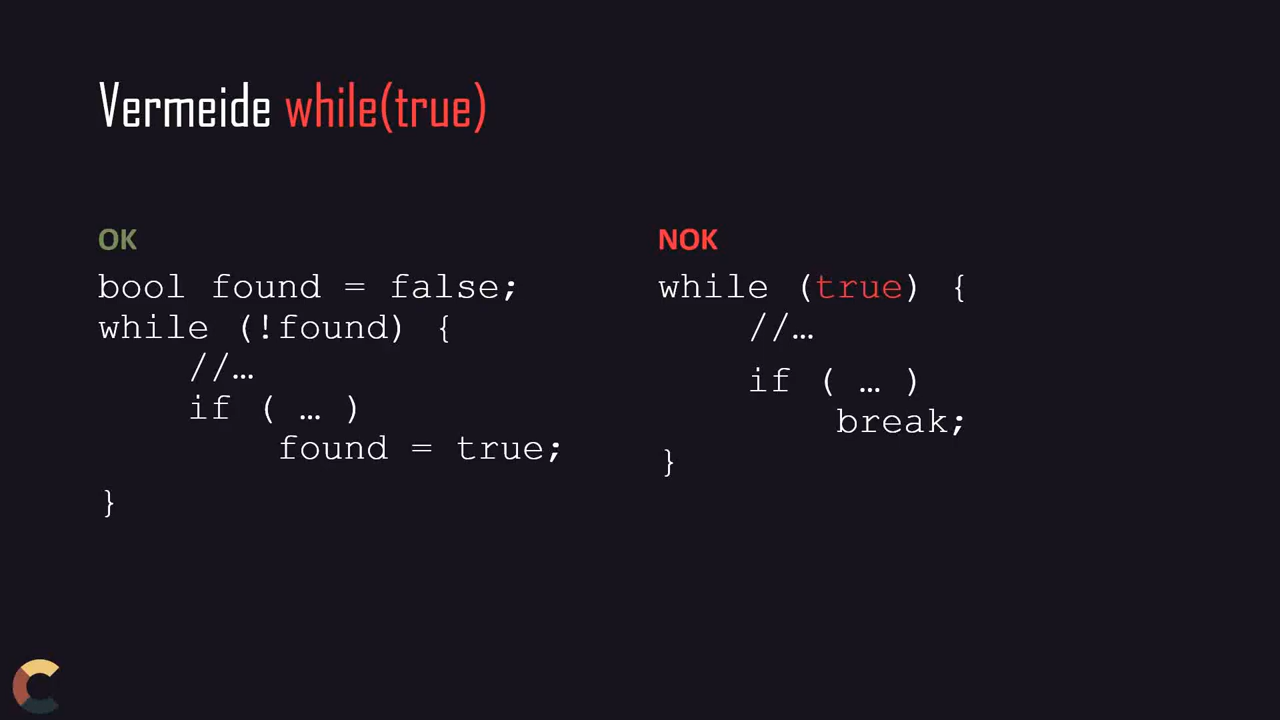 Vermeide while(true)
OK
bool found = false;
while (!found) {
//…
if ( … )
found = true;
}
NOK
while (true) {
//…
if ( … )
break;
}